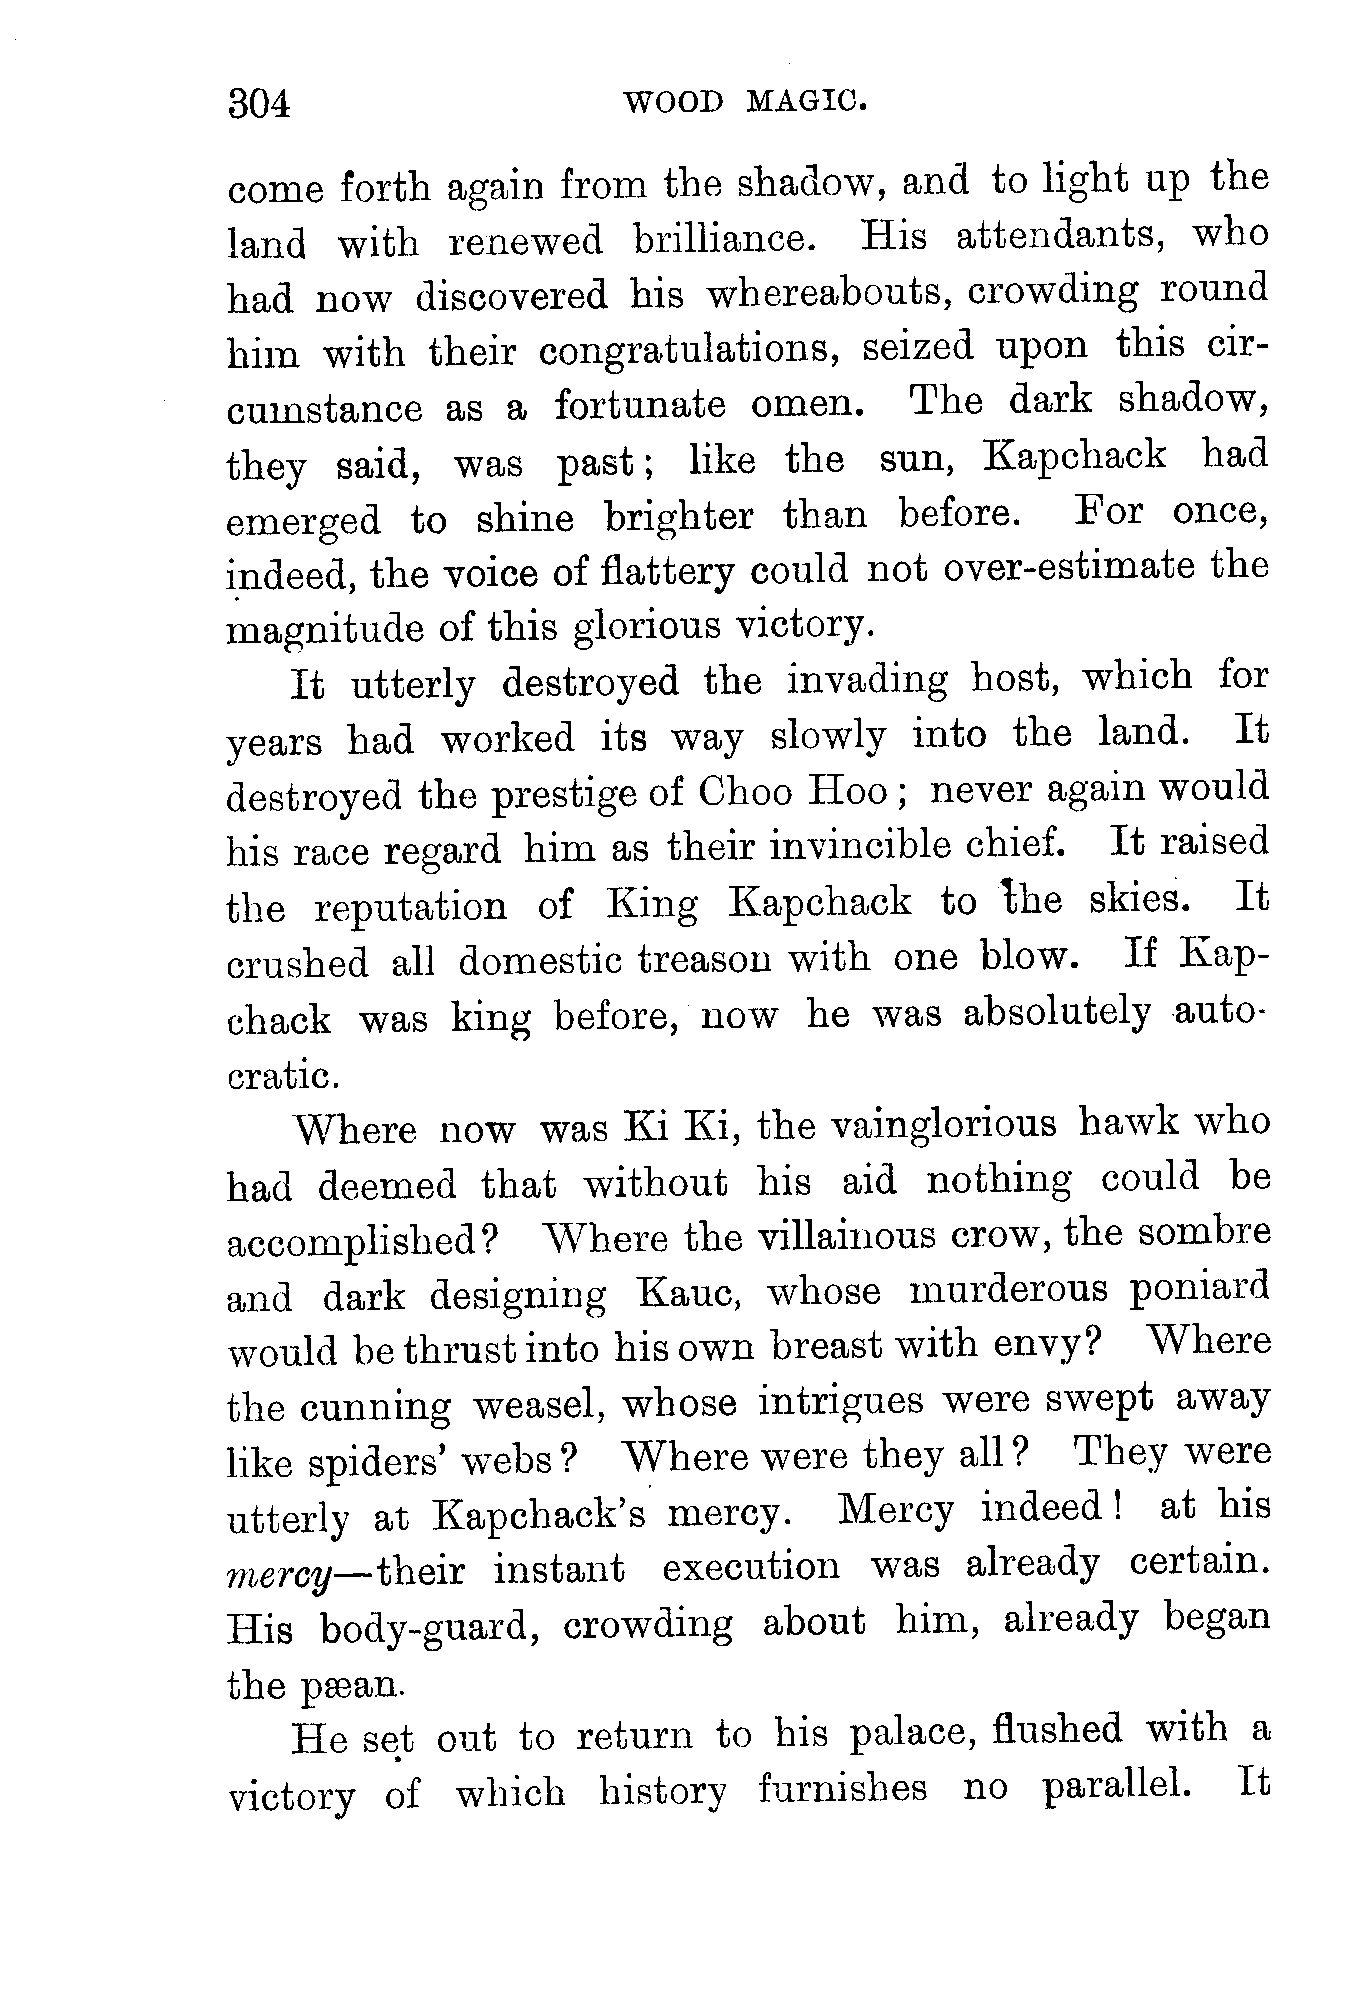 304 WOOD MAGIC.
come forth again from the shadow, and to light up the
land with renewed brilliance. His attendants, who
had now discovered his whereabouts, crowding round
him with their congratulations, seized upon this cir-
cumstance as a fortunate omen. The dark shadow,
they said, was past; like the sun, Kapchack had
emerged to shine brighter than before. For once,
indeed, the voice of flattery could not over-estimate the
magnitude of this glorious victory.
It utterly destroyed the invading host, which for
years had worked its way slowly into the land. It
destroyed the prestige of Choo Hoo; never again would
his race regard him as their invincible chief. It raised
the reputation of King Kapchack to the skies. It
crushed all domestic treason with one blow. If Kap-
chack was king before, now he was absolutely auto-
cratic.
Where now was Ki Ki, the vainglorious hawk who
had deemed that without his aid nothing could be
accomplished? Where the villainous crow, the sombre
and dark designing Kauc, whose murderous poniard
would be thrust into his own breast with envy? Where
the cunning weasel, whose intrigues were swept away
like spiders' webs? Where were they all? They were
utterly at Kapchack's mercy. Mercy indeed! at his
mercy—their instant execution was already certain.
His body-guard, crowding about him, already began
the pæan.
He set out to return to his palace, flushed with a
victory of which history furnishes no parallel. It